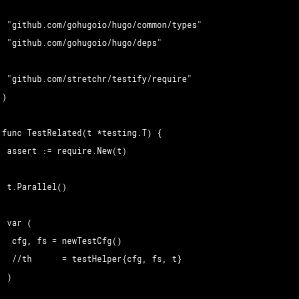 "github.com/gohugoio/hugo/common/types"
"github.com/gohugoio/hugo/deps"
"github.com/stretchr/testify/require"
)
func TestRelated(t *testing.T) {
assert := require.New(t)
t.Parallel()
var (
cfg, fs = newTestCfg()
//th      = testHelper{cfg, fs, t}
)